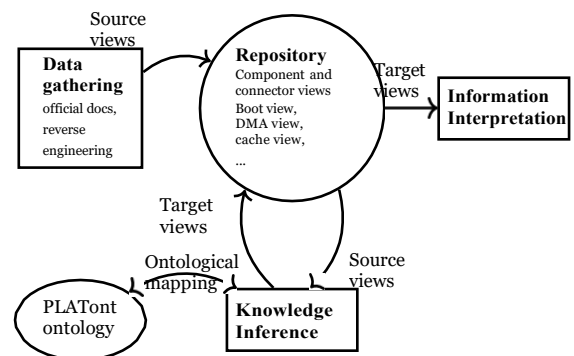 Source
views
Data
gathering
official docs,
reverse
engineering
Repository
Component and
connector views
Boot view,
DMA view,
cache view,
...
Target
views
Information
Interpretation
Target
views
Source
views
Ontological
mapping
PLATont
ontology
Knowledge
Inference